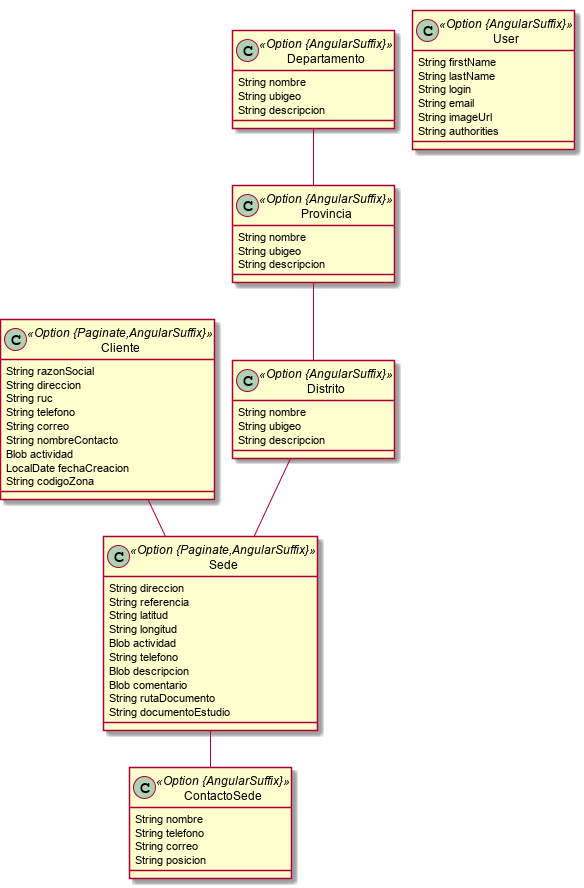 C «Option {AngularSuffix}»
Departamento
String nombre
String ubigeo
String descripcion
C «Option {AngularSuffix}»
User
String firstName
String lastName
String login
String email
String imageUrl
String authorities
C «Option {AngularSuffix}»
Provincia
String nombre
String ubigeo
String descripcion
C «Option {Paginate,AngularSuffix}»
Cliente
String razonSocial
String direccion
String ruc
String telefono
String correo
String nombreContacto
Blob actividad
LocalDate fechaCreacion
String codigoZona
C «Option {AngularSuffix}»
Distrito
String nombre
String ubigeo
String descripcion
C «Option {Paginate,AngularSuffix}»
Sede
String direccion
String referencia
String latitud
String longitud
Blob actividad
String telefono
Blob descripcion
Blob comentario
String rutaDocumento
String documentoEstudio
C «Option {AngularSuffix}»
ContactoSede
String nombre
String telefono
String correo
String posicion